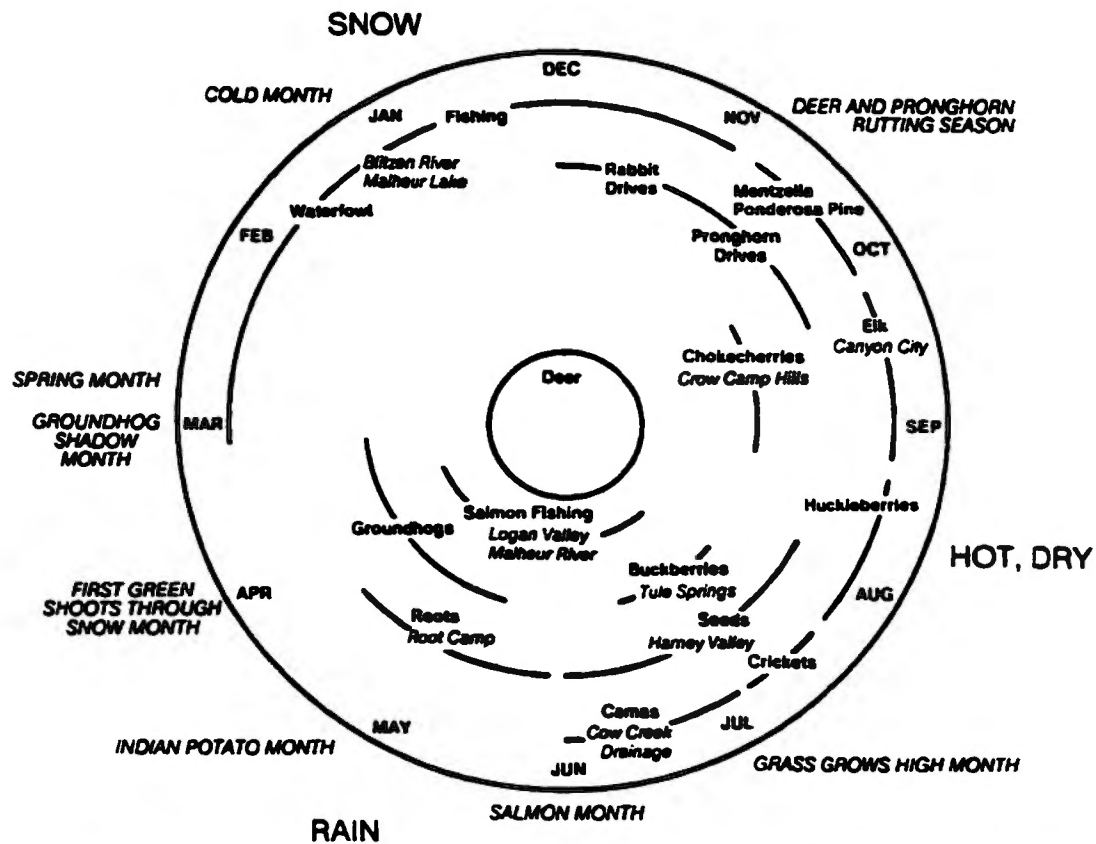 SNOW
DEC
COLD MONTH
JAN
Fishing
NOV
DEER AND PRONGHORN
RUTTING SEASON
Blitzen River
Malheur Lake
Rabbit
Drives
Mentzelia
Ponderosa Pine
Waterfowl
FEB
Pronghorn
Drives
OCT
Elk
Canyon City
Chokecherries
Crow Camp Hills
Deer
SPRING MONTH
GROUNDHOG
SHADOW
MONTH
MAR
SEP
Huckleberries
Salmon Fishing
Logan Valley
Malheur River
Groundhogs
HOT, DRY
Buckberries
Tule Springs
FIRST GREEN
SHOOTS THROUGH
SNOW MONTH
APR
AUG
Roots
Root Camp
Seeds
Harney Valley
Crickets
Camas
Cow Creek
Drainage
MAY
JUL
INDIAN POTATO MONTH
JUN
GRASS GROWS HIGH MONTH
SALMON MONTH
RAIN